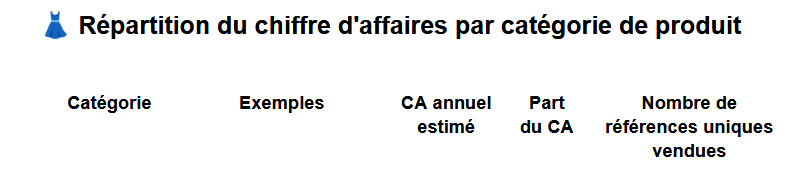 👗 Répartition du chiffre d'affaires par catégorie de produit
Catégorie Exemples CA annuel estimé Part du CA Nombre de références uniques vendues